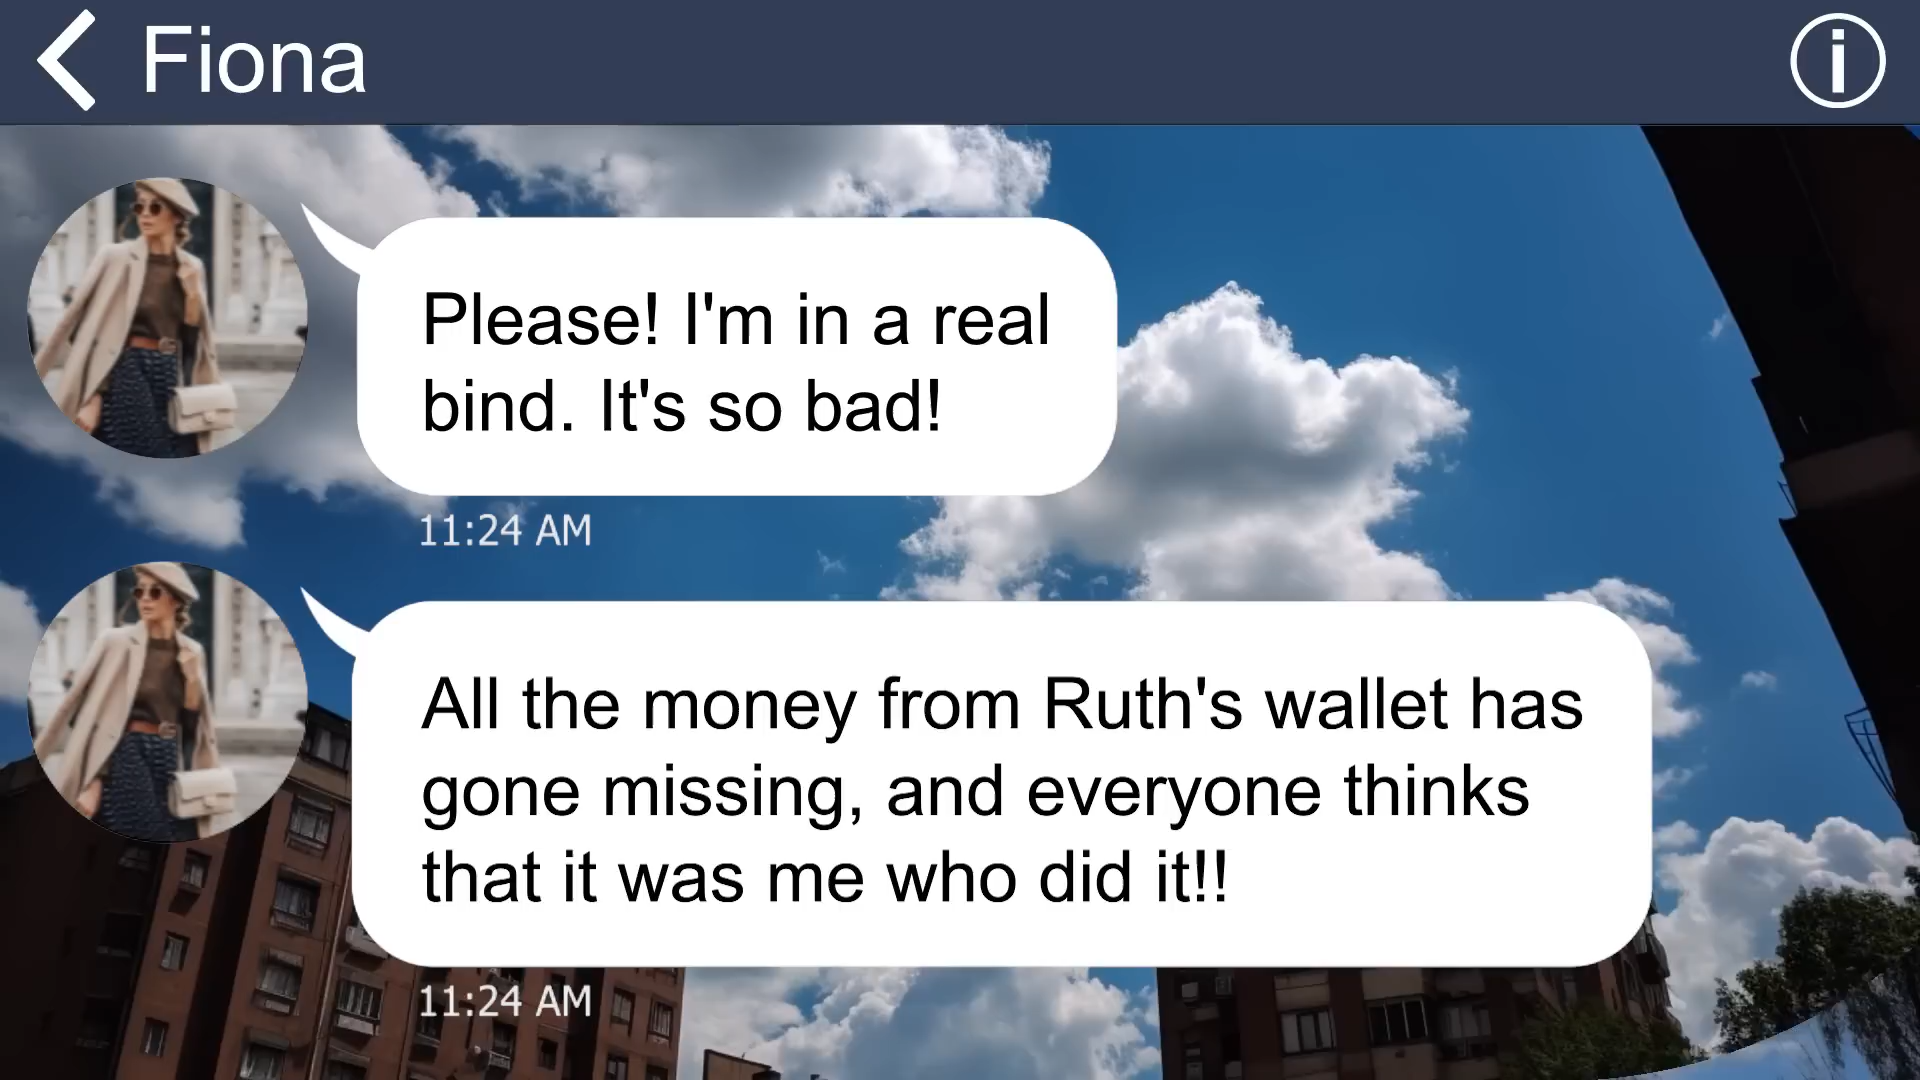 Fiona
Please! I'm in a real
bind. It's so bad!
11:24 AM
All the money from Ruth's wallet has
gone missing, and everyone thinks
that it was me who did it!!
11:24 AM